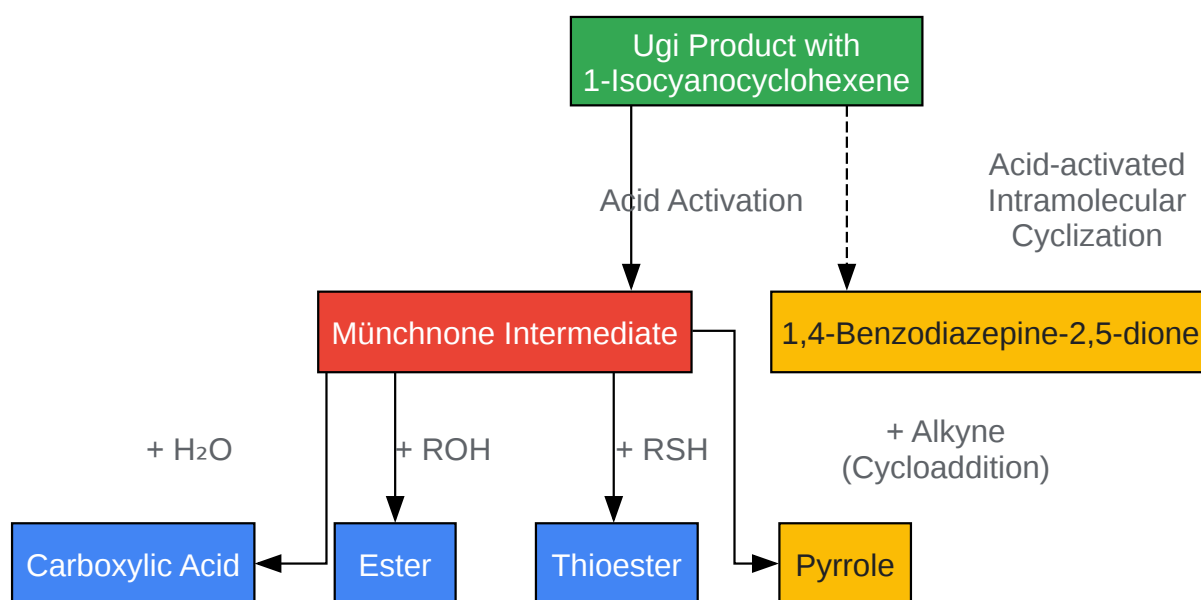 Ugi Product with
1-Isocyanocyclohexene
Acid Activation
Acid-activated
Intramolecular
Cyclization
Münchnone Intermediate
1,4-Benzodiazepine-2,5-dione
+ H₂O
+ ROH
+ RSH
+ Alkyne
(Cycloaddition)
Carboxylic Acid
Ester
Thioester
Pyrrole